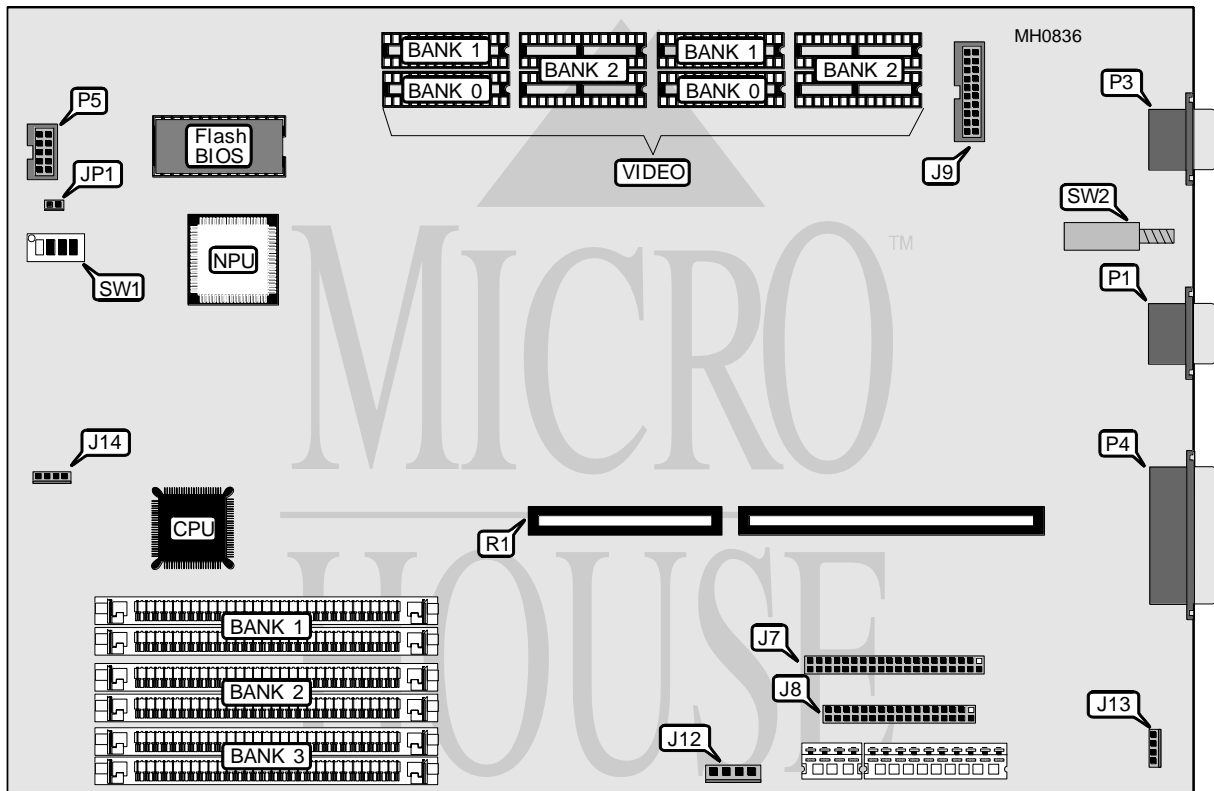 BANK 1
BANK 2
BANK 1
BANK 2
BANK 0
BANK 0
MH0836
P5
Flash
BIOS
P3
VIDEO
J9
JP1
SW2
NPU
MICRO
TM
SW1
P1
J14
P4
CPU
R1
HOUSE
BANK 1
J7
BANK 2
J8
J13
J12
BANK 3